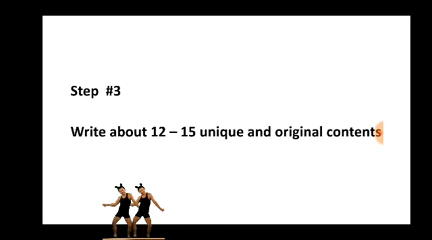 Step #3
Write about 12 – 15 unique and original contents